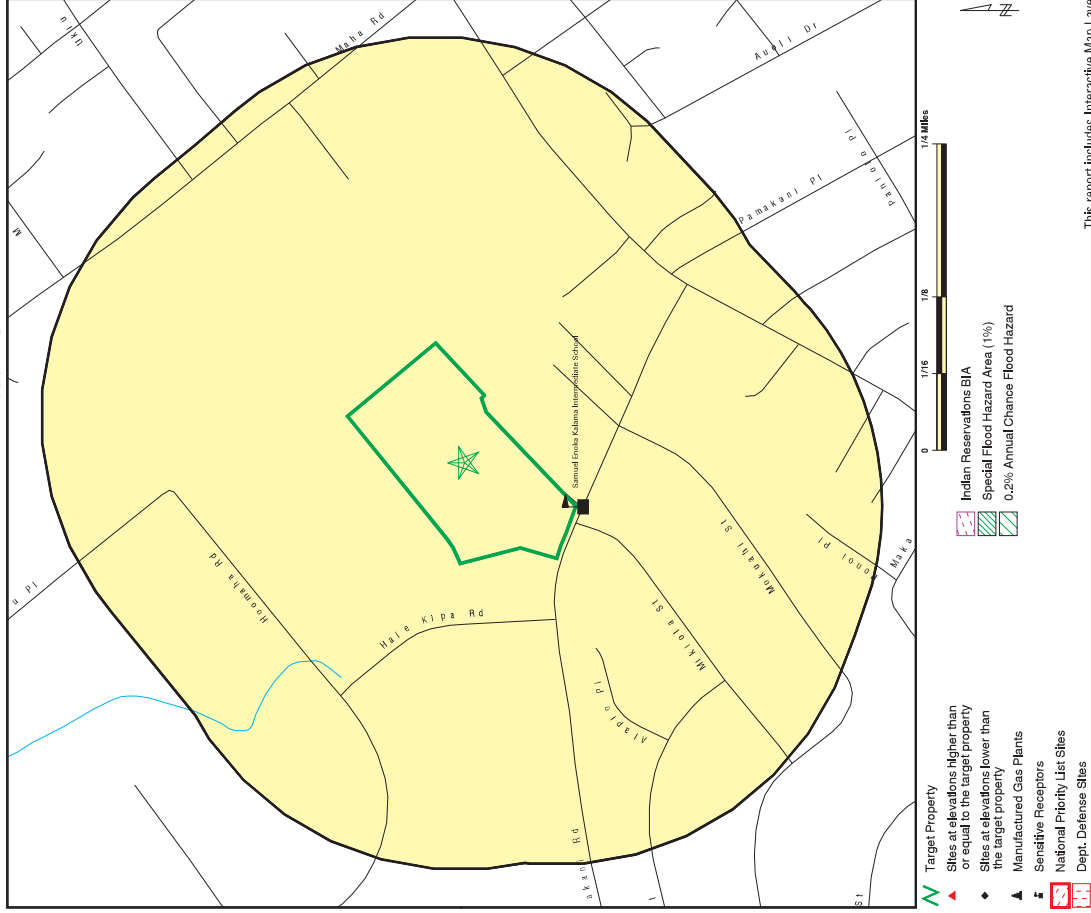 Maha Rd
Auoli Dr
Paniolo Pl
Pamakani Pl
Samuel Enoka Kalama Intermediate School
Hoomaha Rd
u Pl
Hale Kipa Rd
Mokuahi St
Mikiola St
Alapio Pl
onoi Pl
Maka
akani Rd
t
St
M
1/4 Miles
1/8
1/16
0
N
Target Property
Sites at elevations higher than
or equal to the target property
Sites at elevations lower than
the target property
Manufactured Gas Plants
Sensitive Receptors
National Priority List Sites
Dept. Defense Sites
Indian Reservations BIA
Special Flood Hazard Area (1%)
0.2% Annual Chance Flood Hazard
This report includes Interactive Map Laye